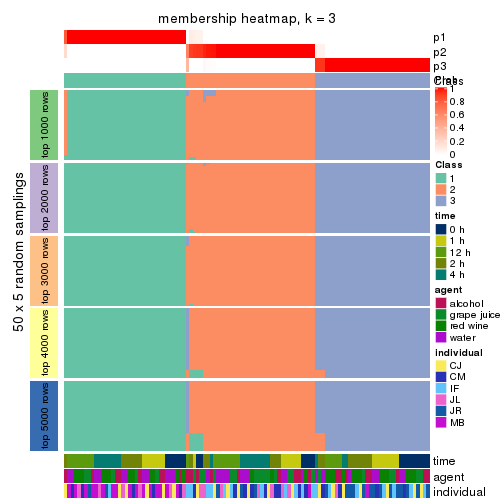 membership heatmap, k = 3
p1
p2
p3
Class
Prob
1
0.8
0.6
0.4
0.2
0
Class
1
2
3
time
0 h
1 h
12 h
2 h
4 h
agent
alcohol
grape juice
red wine
water
individual
CJ
CM
IF
JL
JR
MB
50 x 5 random samplings
top 1000 rows
top 2000 rows
top 3000 rows
top 4000 rows
top 5000 rows
time
agent
individual